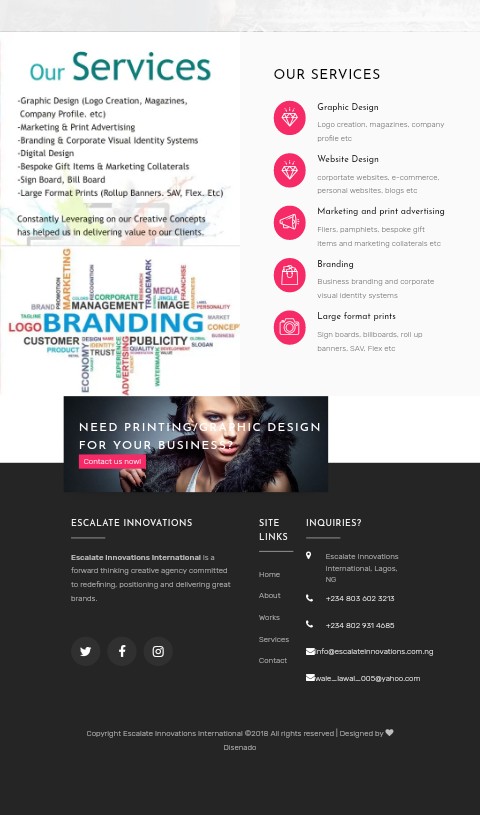 Our Services
-Graphic Design (Logo Creation, Magazines,
Company Profile. etc)
-Marketing & Print Advertising
-Branding & Corporate Visual Identity Systems
-Digital Design
-Bespoke Gift Items & Marketing Collaterals
-Sign Board, Bill Board
-Large Format Prints (Rollup Banners. SAV, Flex. Etc)
Constantly Leveraging on our Creative Concepts
has helped us in delivering value to our Clients.
MARKETING
RECOGNITION
TRADEMARK
FRANCHISE
CORPORATE
MEDIA
JINGLE
BRAND
MANAGEMENT
IMAGE
PERSONALITY
TAGLINE
LOGO
BRANDING
MARKET
CONCEP
BUSINESS
CUSTOMER
DESIGN
NAME
PUBLICITY
GLOBAL
SLOGAN
PRODUCT
IDENTITY
TRUST
QUALITY
DEVELOPMENT
VALUE
ECONOMY
EXPERIENCE
ADVERTISING
WATERMARK
OUR SERVICES
Graphic Design
Logo creation, magazines. company
profile etc
Website Design
corportate websites, e-commerce,
personal websites. blogs etc
Marketing and print advertising
Fliers, pamphlets. bespoke gift
items and marketing collaterals etc
Branding
Business branding and corporate
visual identity systems
Large format prints
Sign boards. billboards, roll up
banners, SAV, Flex etc
NEED PRINTING/GRAPHIC DESIGN
FOR YOUR BUSINESS?
Contact us now!
ESCALATE INNOVATIONS
Escalate Innovations International is a
forward thinking creative agency committed
to redefining, positioning and delivering great
brands.
SITE
LINKS
Home
About
Works
Services
Contact
INQUIRIES?
Escalate Innovations
International, Lagos,
NG
+234 803 602 3213
+234 802 931 4685
info@escalateinnovations.com.ng
wale_lawal_005@yahoo.com
Copyright Escalate Innovations International ©2018 All rights reserved | Designed by
Disenado